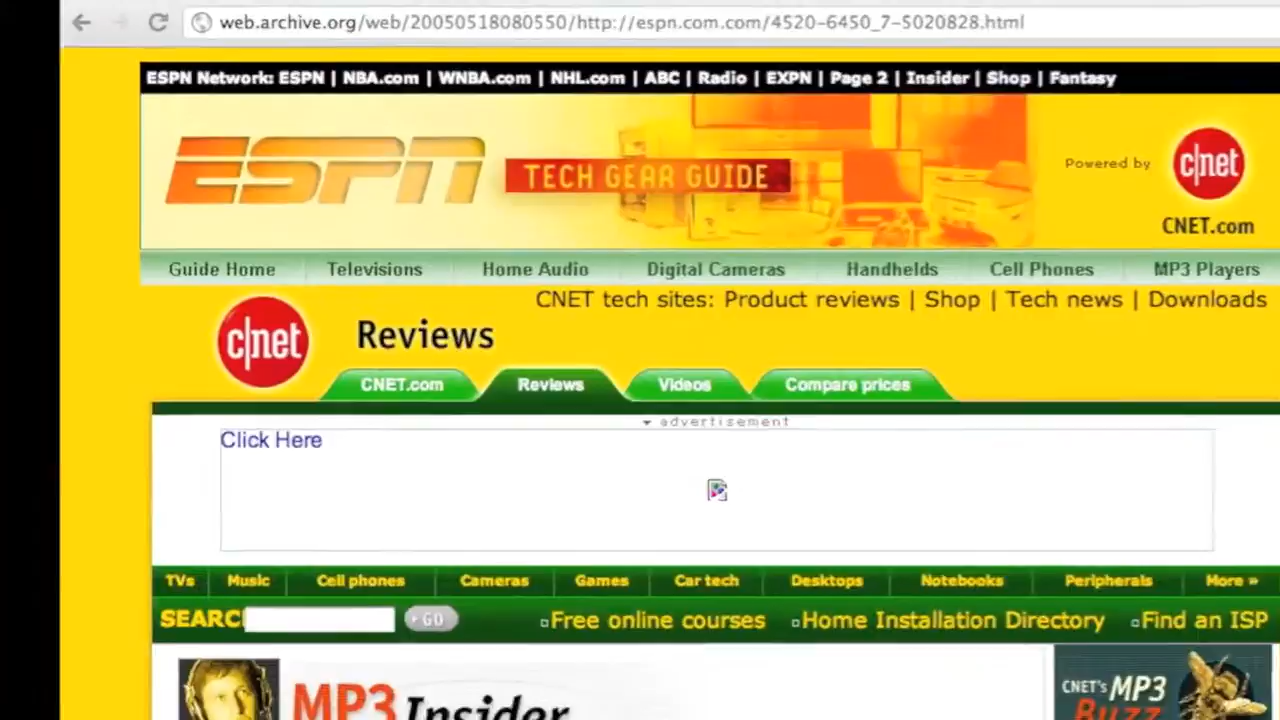 web.archive.org/web/20050518080550/http://espn.com.com/4520-6450_7-5020828.html
ESPN Network: ESPN | NBA.com | WNBA.com | NHL.com | ABC | Radio | EXPN | Page 2 | Insider | Shop | Fantasy
ESPN TECH GEAR GUIDE
Powered by
c|net
CNET.com
Guide Home Televisions Home Audio Digital Cameras Handhelds Cell Phones MP3 Players
CNET tech sites: Product reviews | Shop | Tech news | Downloads
c|net Reviews
CNET.com Reviews Videos Compare prices
advertisement
Click Here
TVs Music Cell phones Cameras Games Car tech Desktops Notebooks Peripherals More »
SEARC GO Free online courses Home Installation Directory Find an ISP
MP3 Insider
CNET's MP3
Buzz